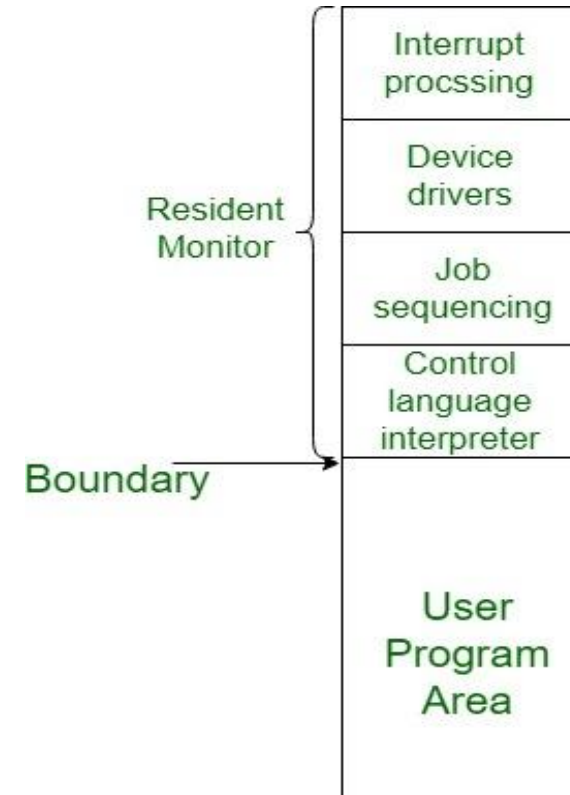 Interrupt
procssing
Device
drivers
Resident
Monitor
Job
sequencing
Control
language
interpreter
Boundary
User
Program
Area